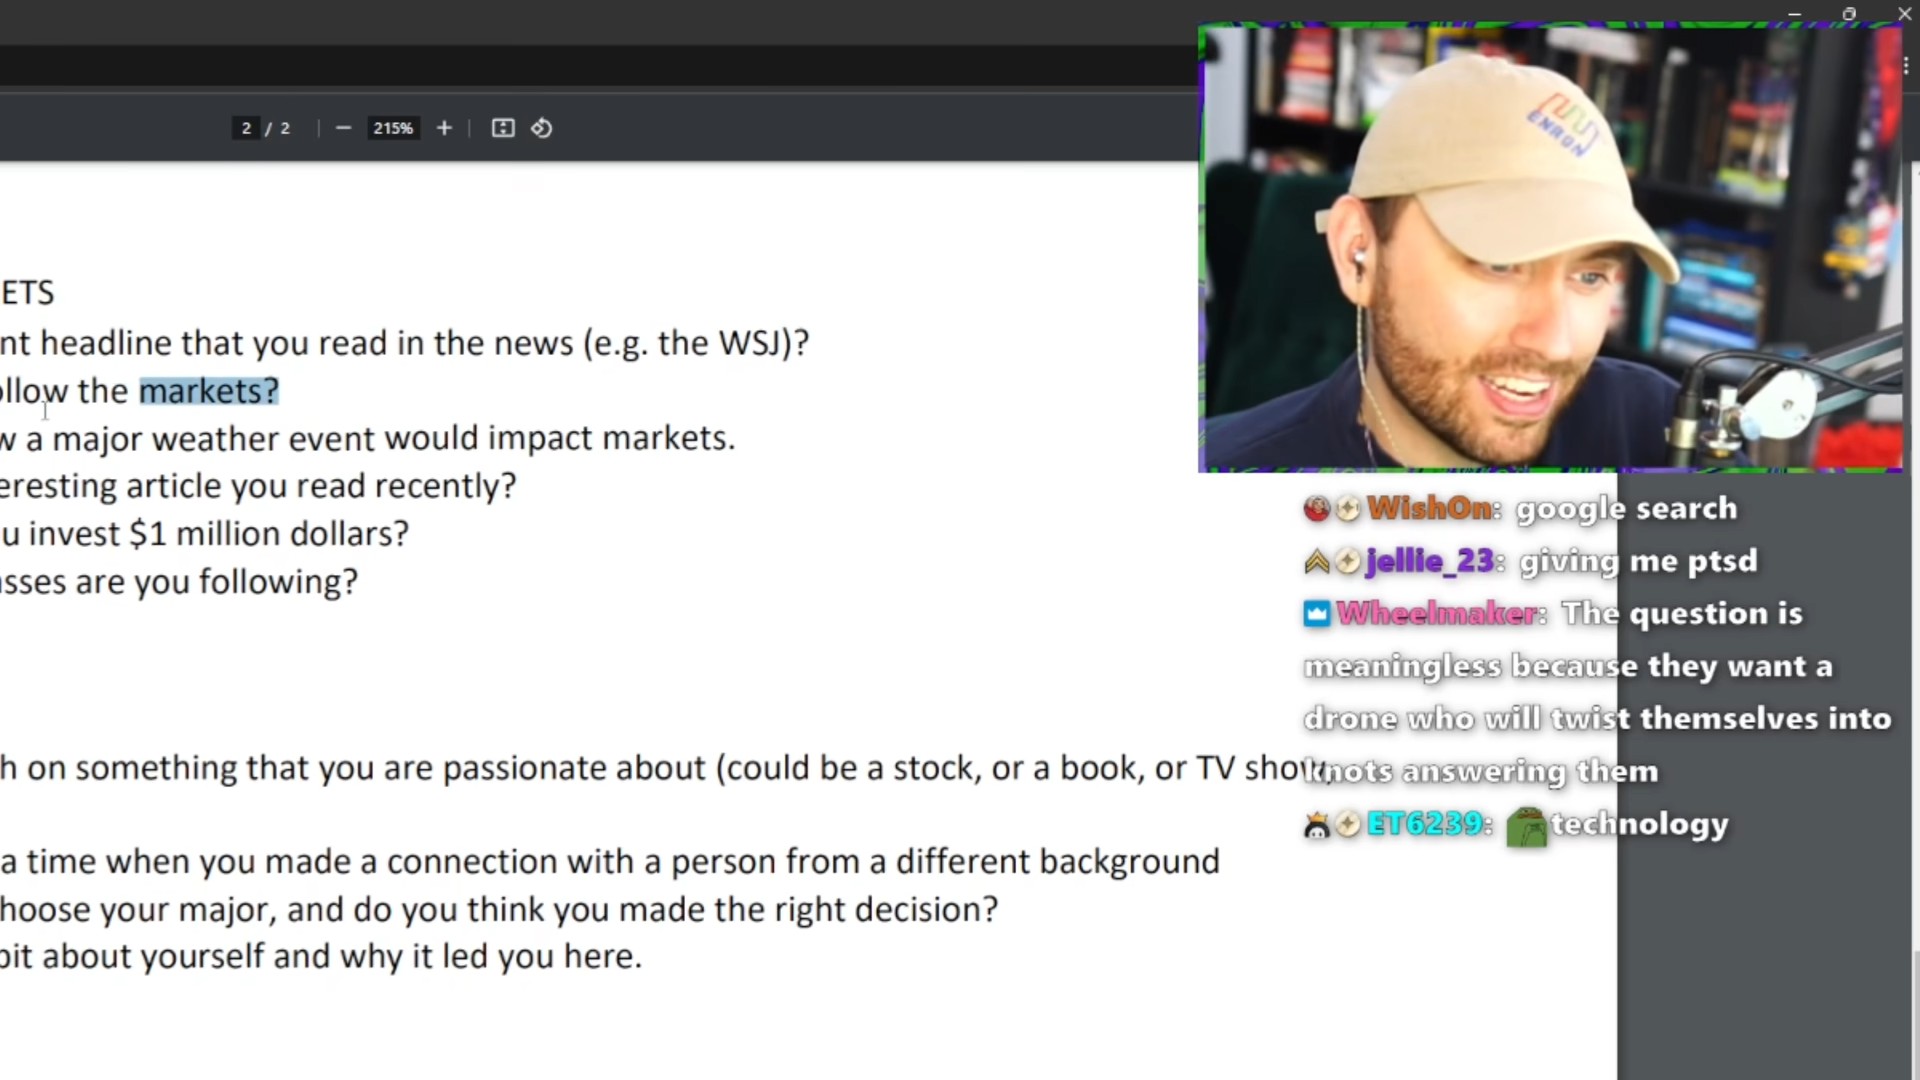 2 / 2
215%
ENRON
ETS
nt headline that you read in the news (e.g. the WSJ)?
ollow the markets?
w a major weather event would impact markets.
eresting article you read recently?
u invest $1 million dollars?
sses are you following?
h on something that you are passionate about (could be a stock, or a book, or TV show,
a time when you made a connection with a person from a different background
hoose your major, and do you think you made the right decision?
bit about yourself and why it led you here.
WishOn: google search
jellie_23: giving me ptsd
Wheelmaker: The question is
meaningless because they want a
drone who will twist themselves into
knots answering them
ET6239: technology